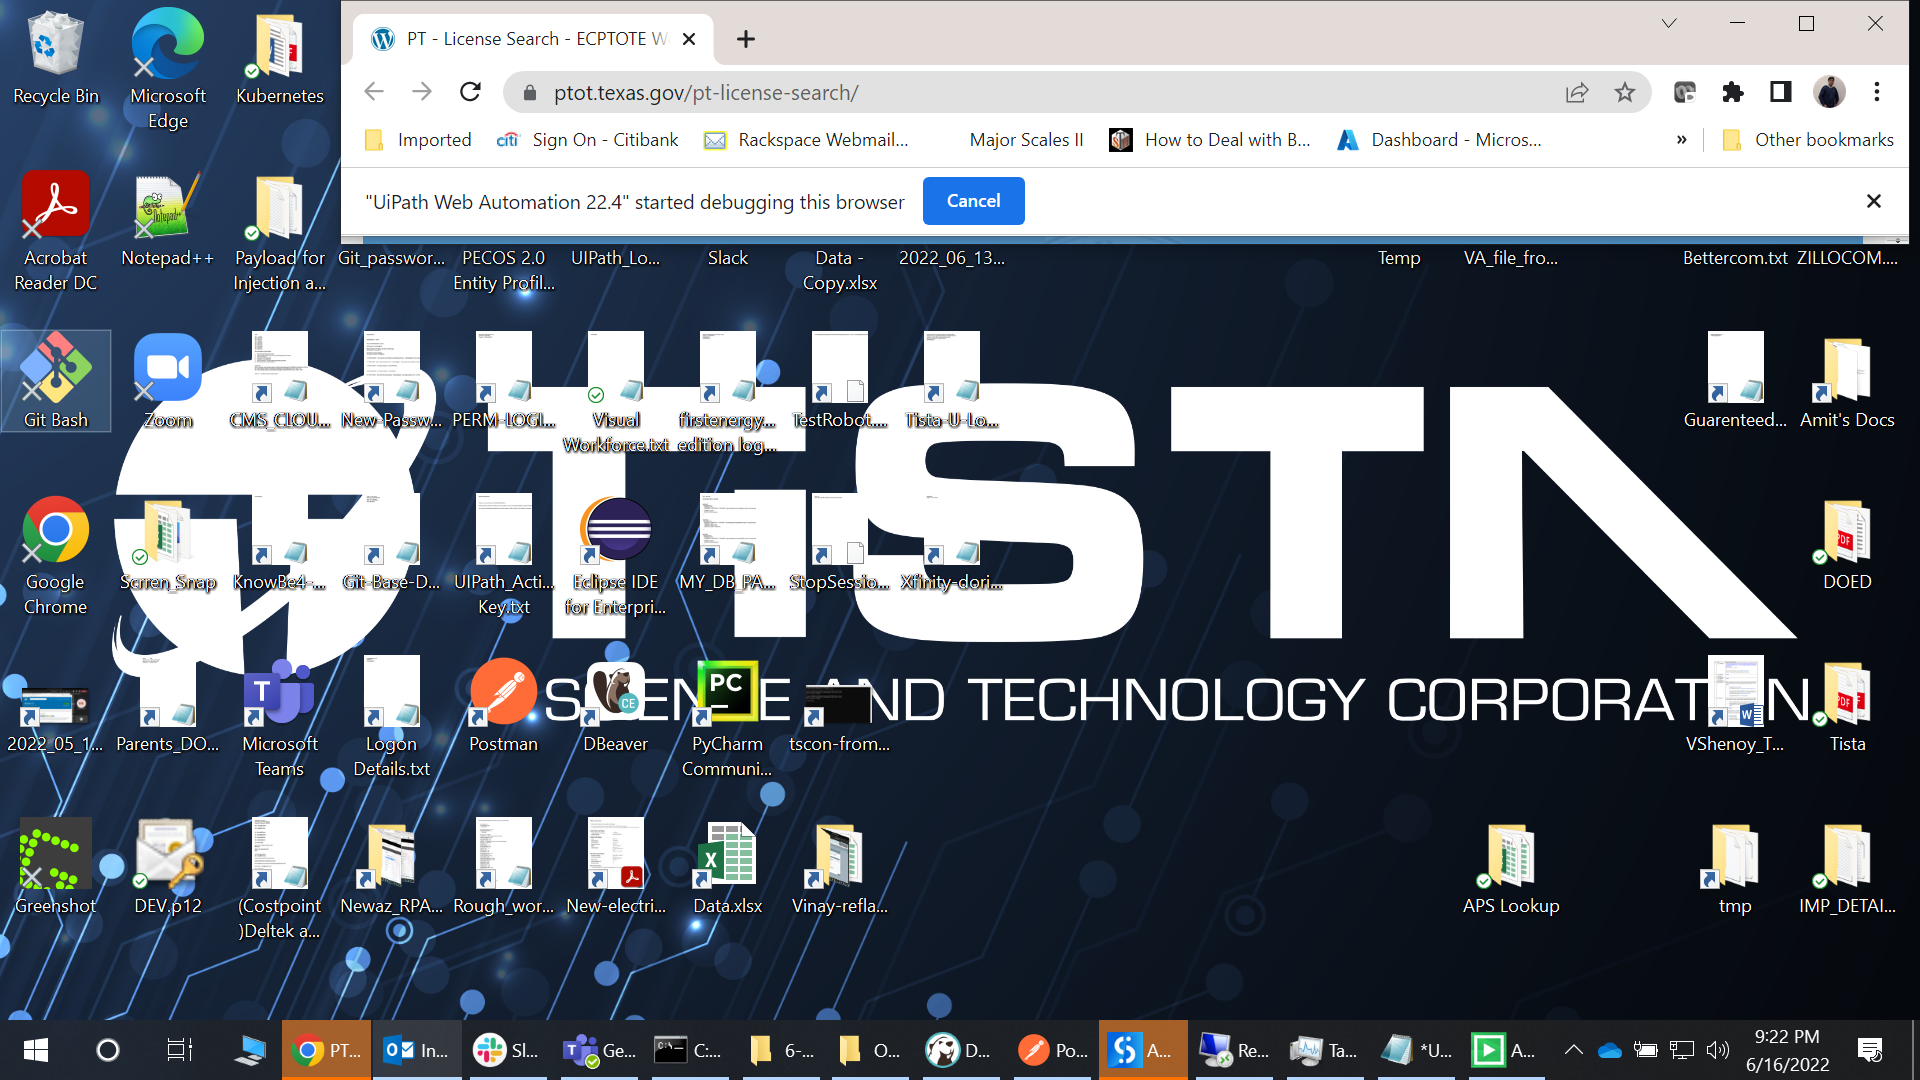 PT - License Search - ECPTOTE W
ptot.texas.gov/pt-license-search/
Imported
citi Sign On - Citibank
Rackspace Webmail...
Major Scales II
How to Deal with B...
Dashboard - Micros...
»
Other bookmarks
"UiPath Web Automation 22.4" started debugging this browser
Cancel
Recycle Bin
Microsoft
Edge
Kubernetes
Acrobat
Reader DC
Notepad++
Payload for
Injection a...
Git_passwor...
PECOS 2.0
Entity Profil...
UIPath_Lo...
Slack
Data -
Copy.xlsx
2022_06_13...
Temp
VA_file_fro...
Bettercom.txt
ZILLOCOM....
Git Bash
Zoom
CMS_CLOU...
New-Passw...
PERM-LOGI...
Visual
Workforce.txt
firstenergy...
edition log...
TestRobot....
Tista-U-Lo...
Guarenteed...
Amit's Docs
TiSTA
Google
Chrome
Scrren_Snap
KnowBe4-...
Git-Base-D...
UIPath_Acti...
Key.txt
Eclipse IDE
for Enterpri...
MY_DB_PA...
StopSessio...
Xfinity-dori...
DOED
SCIENCE AND TECHNOLOGY CORPORATION
2022_05_1...
Parents_DO...
Microsoft
Teams
Logon
Details.txt
Postman
DBeaver
PyCharm
Communi...
tscon-from...
VShenoy_T...
Tista
Greenshot
DEV.p12
(Costpoint
)Deltek a...
Newaz_RPA...
Rough_wor...
New-electri...
Data.xlsx
Vinay-refla...
APS Lookup
tmp
IMP_DETAI...
PT...
In...
Sl...
Ge...
C:...
6-...
O...
D...
Po...
A...
Re...
Ta...
*U...
A...
9:22 PM
6/16/2022